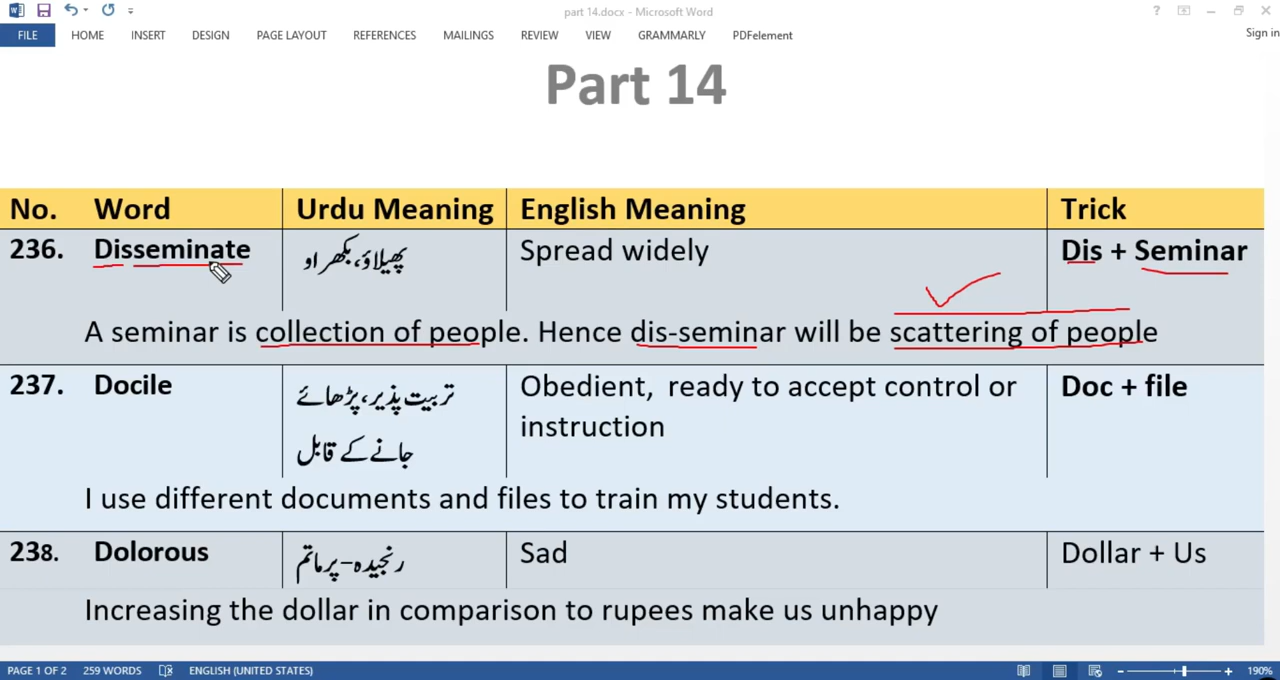 part 14.docx - Microsoft Word
FILE HOME INSERT DESIGN PAGE LAYOUT REFERENCES MAILINGS REVIEW VIEW GRAMMARLY PDFelement Sign in
Part 14
No. Word Urdu Meaning English Meaning Trick
236. Disseminate پھیلاؤ، بکھراو Spread widely Dis + Seminar
A seminar is collection of people. Hence dis-seminar will be scattering of people
237. Docile تربیت پذیر، پڑھائے Obedient, ready to accept control or Doc + file
جانے کے قابل instruction
I use different documents and files to train my students.
238. Dolorous رنجیدہ-پرماتم Sad Dollar + Us
Increasing the dollar in comparison to rupees make us unhappy
PAGE 1 OF 2 259 WORDS ENGLISH (UNITED STATES) 190%